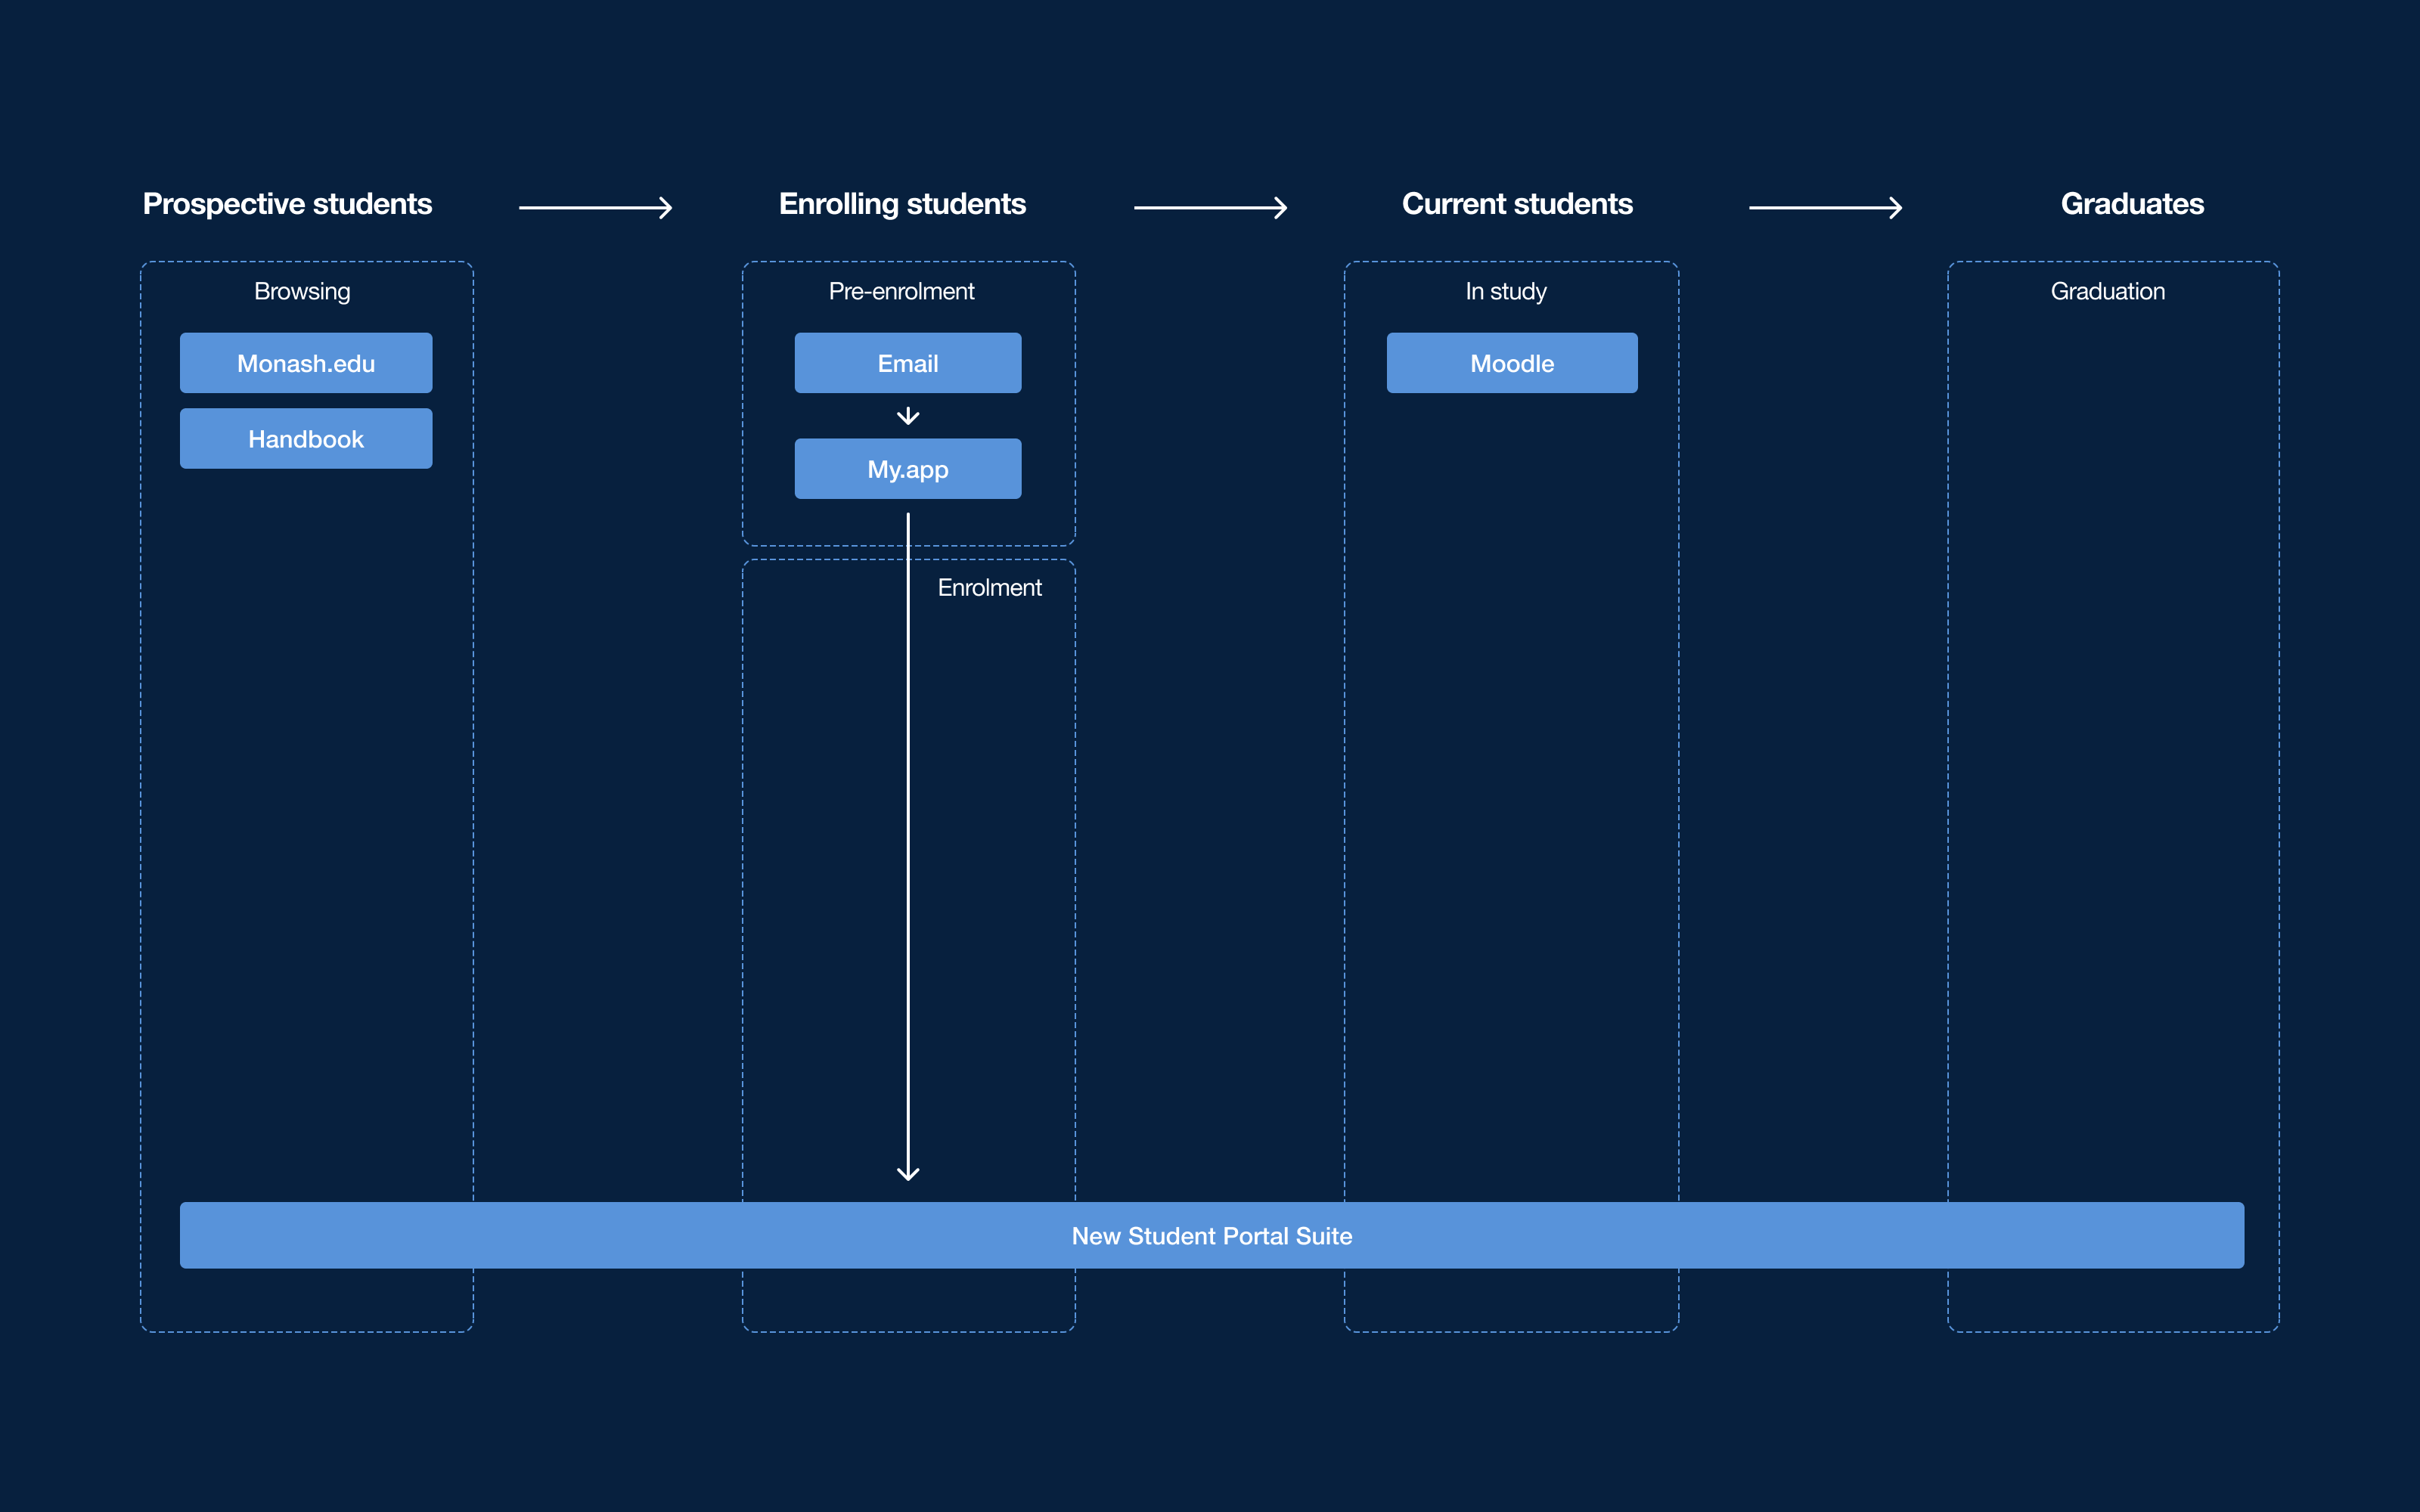 Prospective students
Enrolling students
Current students
Graduates
Browsing
Monash.edu
Handbook
Pre-enrolment
Email
My.app
Enrolment
In study
Moodle
Graduation
New Student Portal Suite